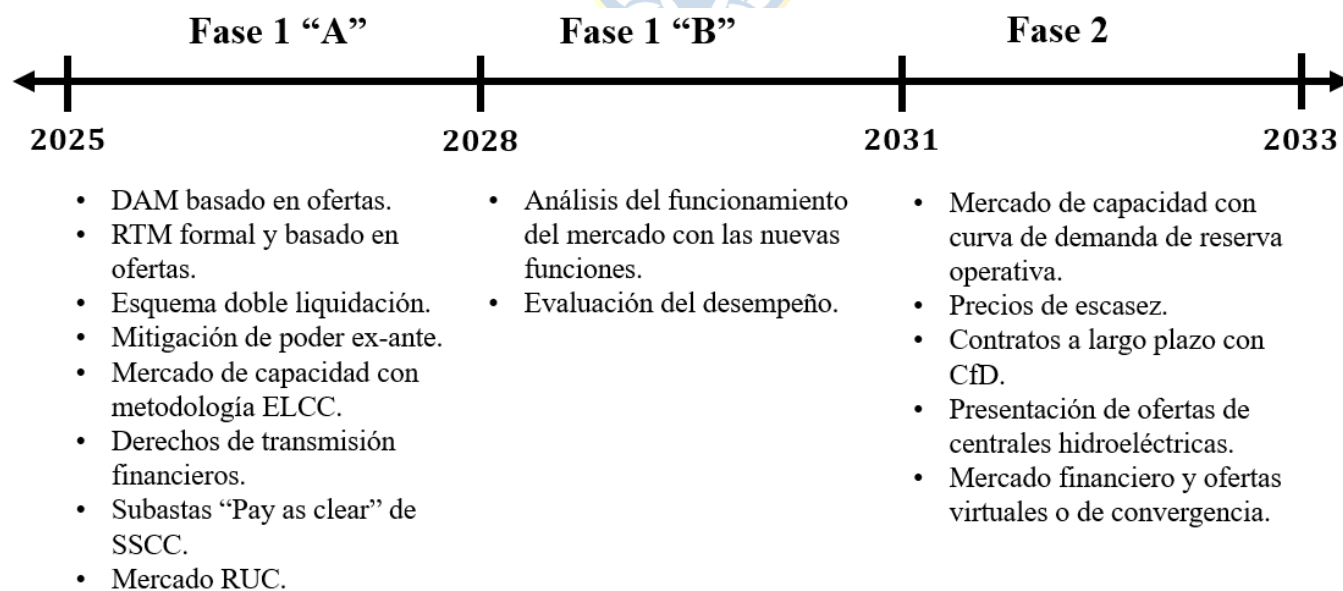 Fase 1 “A”
Fase 1 “B”
Fase 2
2025
2028
2031
2033
• DAM basado en ofertas.
• RTM formal y basado en
ofertas.
• Esquema doble liquidación.
• Mitigación de poder ex-ante.
• Mercado de capacidad con
metodología ELCC.
• Derechos de transmisión
financieros.
• Subastas “Pay as clear” de
SSCC.
• Mercado RUC.
• Análisis del funcionamiento
del mercado con las nuevas
funciones.
• Evaluación del desempeño.
• Mercado de capacidad con
curva de demanda de reserva
operativa.
• Precios de escasez.
• Contratos a largo plazo con
CfD.
• Presentación de ofertas de
centrales hidroeléctricas.
• Mercado financiero y ofertas
virtuales o de convergencia.